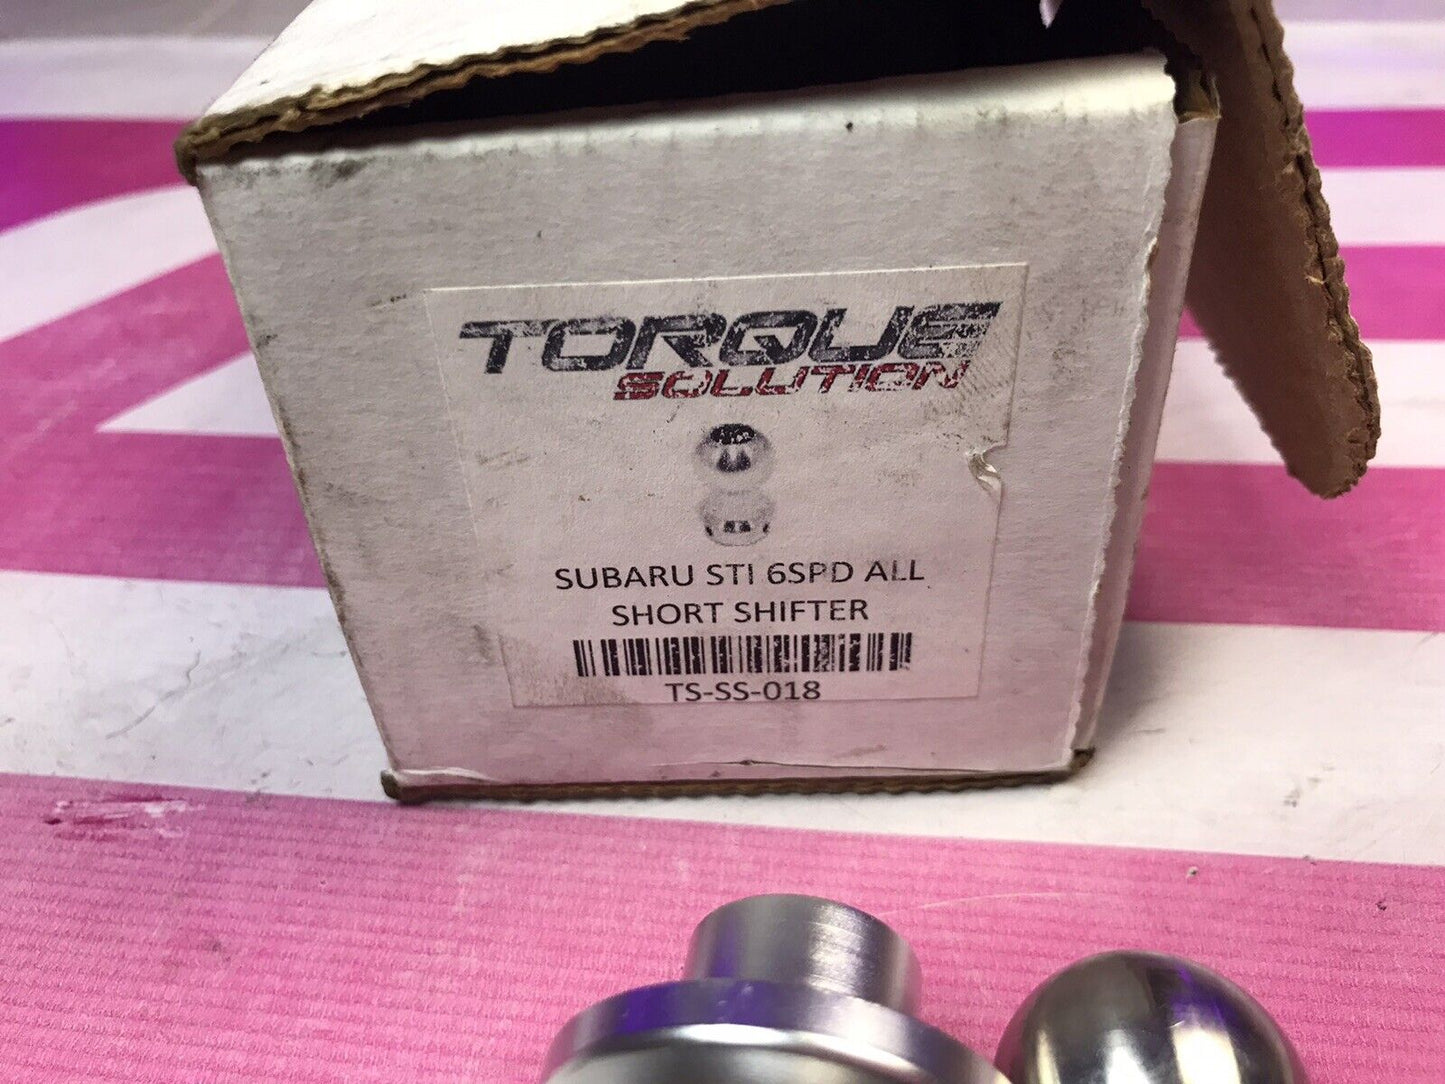 TORQUE
SOLUTION
SUBARU STI 6SPD ALL
SHORT SHIFTER
TS-SS-018